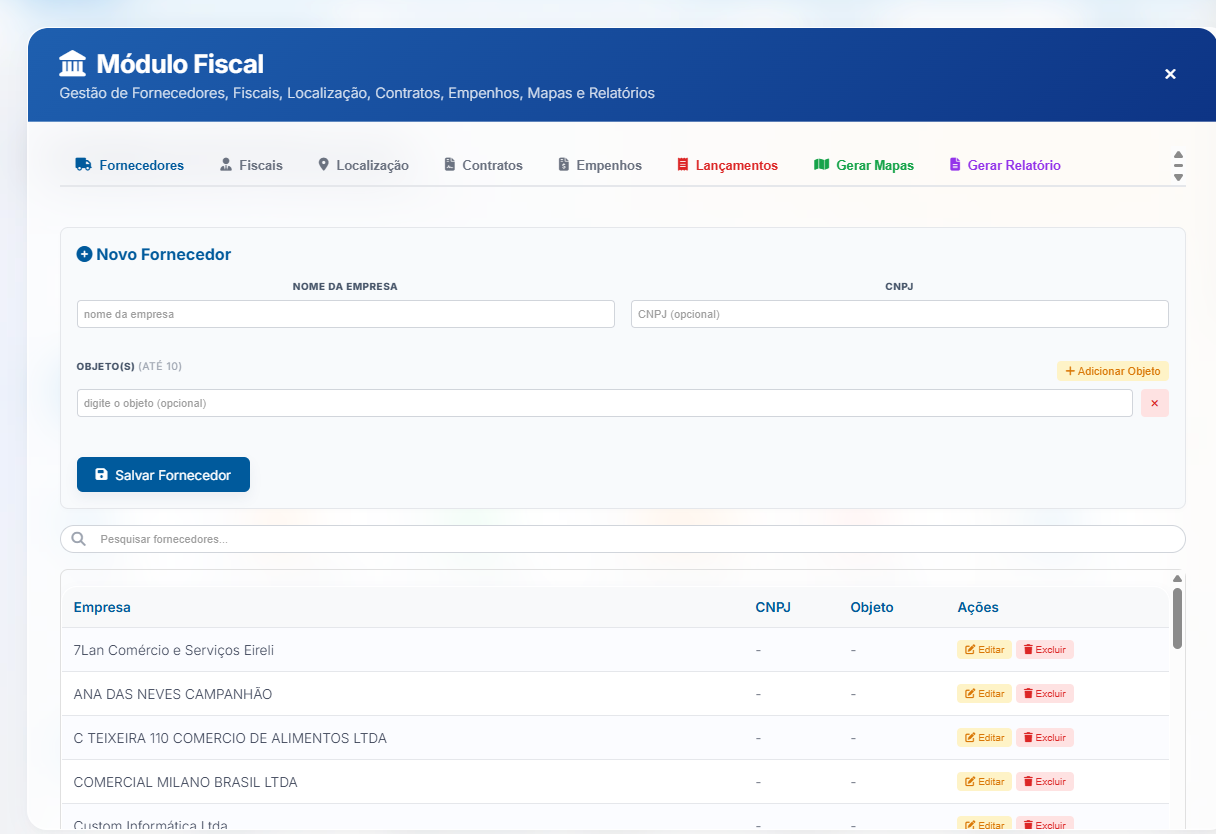 Módulo Fiscal
Gestão de Fornecedores, Fiscais, Localização, Contratos, Empenhos, Mapas e Relatórios
Fornecedores Fiscais Localização Contratos Empenhos Lançamentos Gerar Mapas Gerar Relatório
Novo Fornecedor
NOME DA EMPRESA CNPJ
nome da empresa CNPJ (opcional)
OBJETO(S) (ATÉ 10)
+ Adicionar Objeto
digite o objeto (opcional)
Salvar Fornecedor
Pesquisar fornecedores...
Empresa CNPJ Objeto Ações
7Lan Comércio e Serviços Eireli - - Editar Excluir
ANA DAS NEVES CAMPANHÃO - - Editar Excluir
C TEIXEIRA 110 COMERCIO DE ALIMENTOS LTDA - - Editar Excluir
COMERCIAL MILANO BRASIL LTDA - - Editar Excluir
Custom Informática Ltda - - Editar Excluir